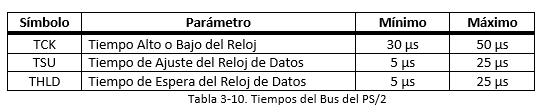 Símbolo Parámetro Mínimo Máximo
TCK Tiempo Alto o Bajo del Reloj 30 µs 50 µs
TSU Tiempo de Ajuste del Reloj de Datos 5 µs 25 µs
THLD Tiempo de Espera del Reloj de Datos 5 µs 25 µs
Tabla 3-10. Tiempos del Bus del PS/2